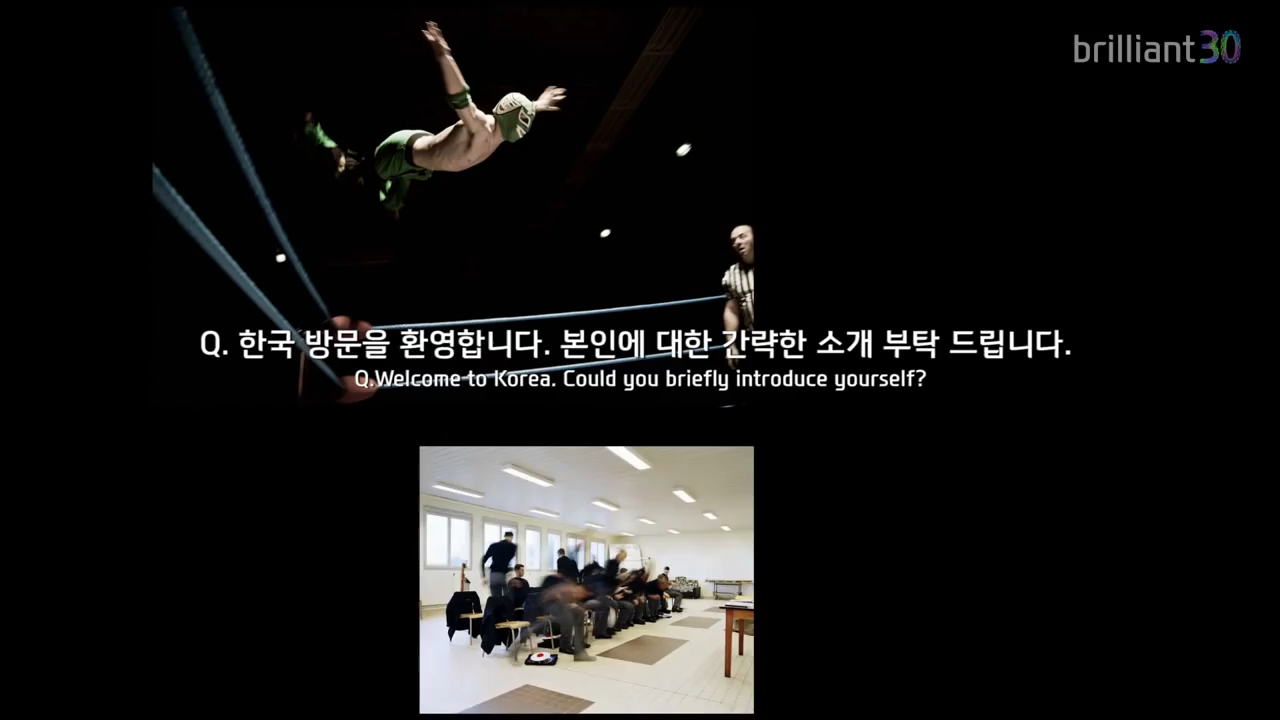 brilliant30
Q. 한국 방문을 환영합니다. 본인에 대한 간략한 소개 부탁 드립니다.
Q.Welcome to Korea. Could you briefly introduce yourself?